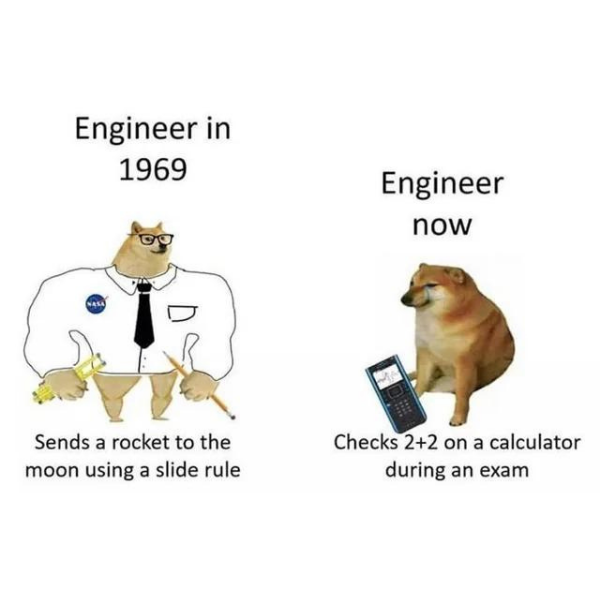 Engineer in
1969
Engineer
now
NASA
Sends a rocket to the
moon using a slide rule
Checks 2+2 on a calculator
during an exam